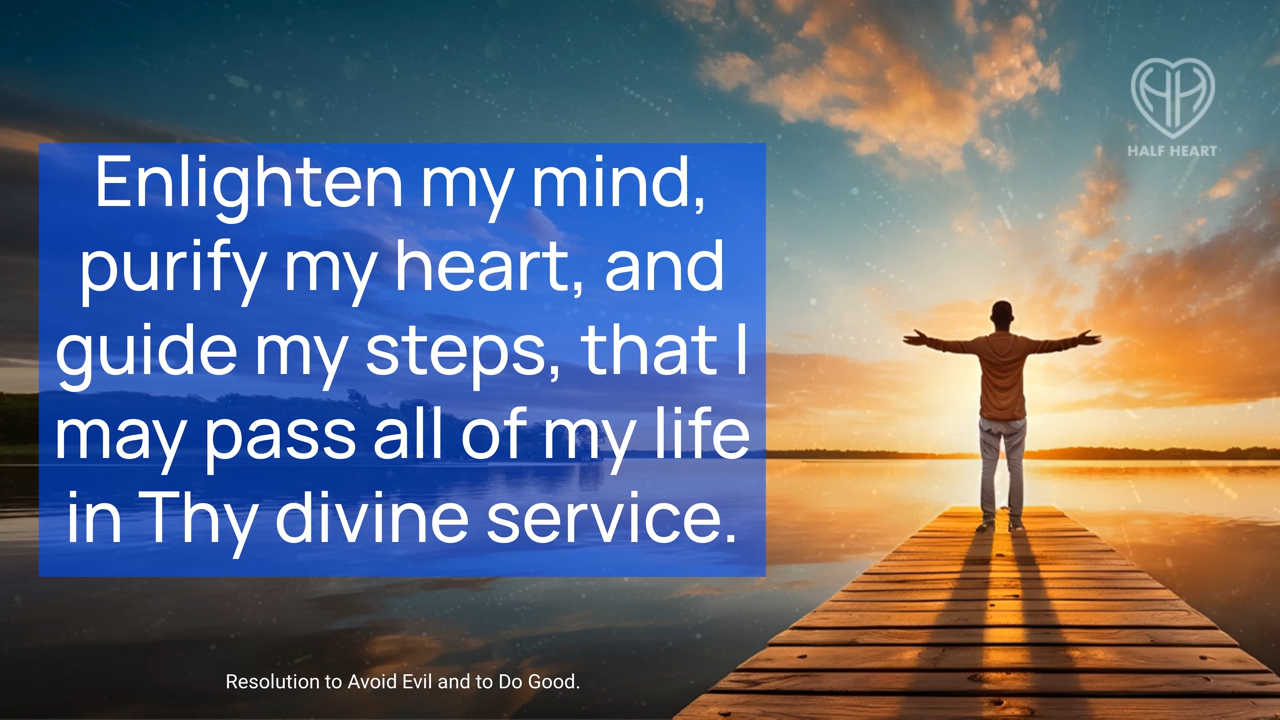 HALF HEART
Enlighten my mind,
purify my heart, and
guide my steps, that I
may pass all of my life
in Thy divine service.
Resolution to Avoid Evil and to Do Good.